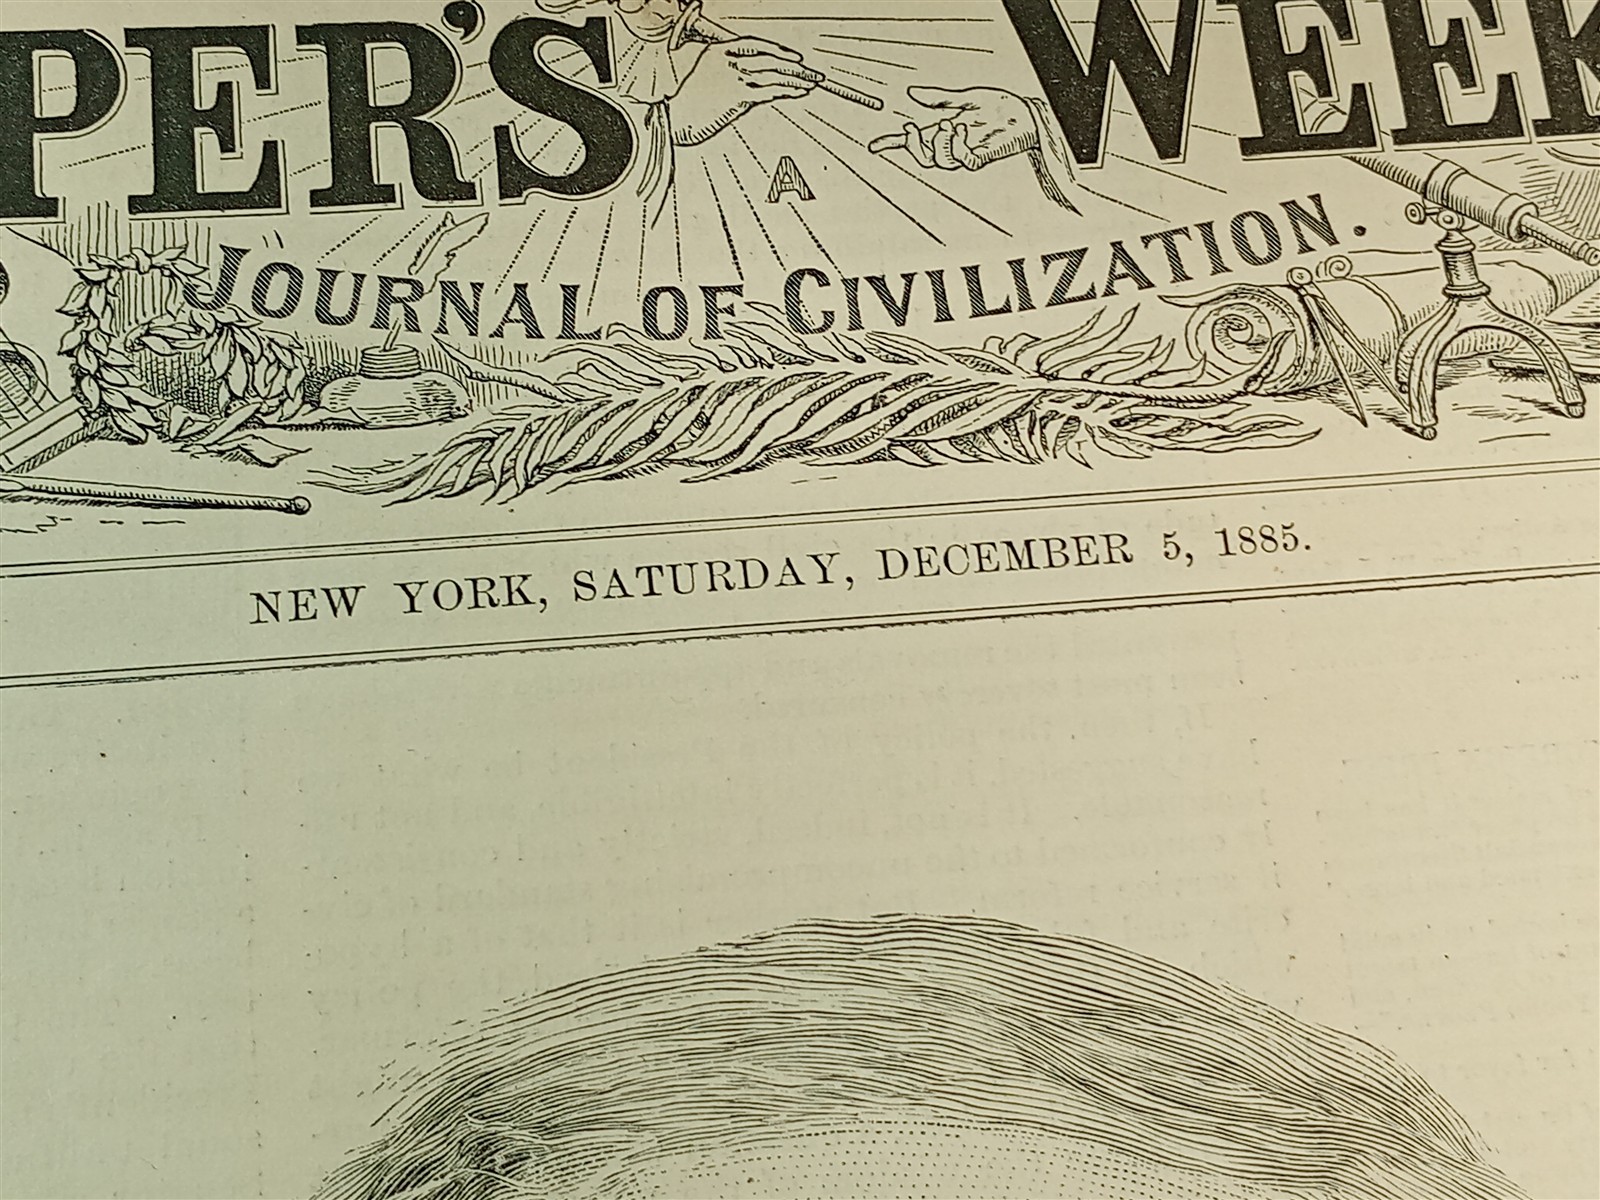 PER'S WEEK
A
JOURNAL OF CIVILIZATION.
NEW YORK, SATURDAY, DECEMBER 5, 1885.